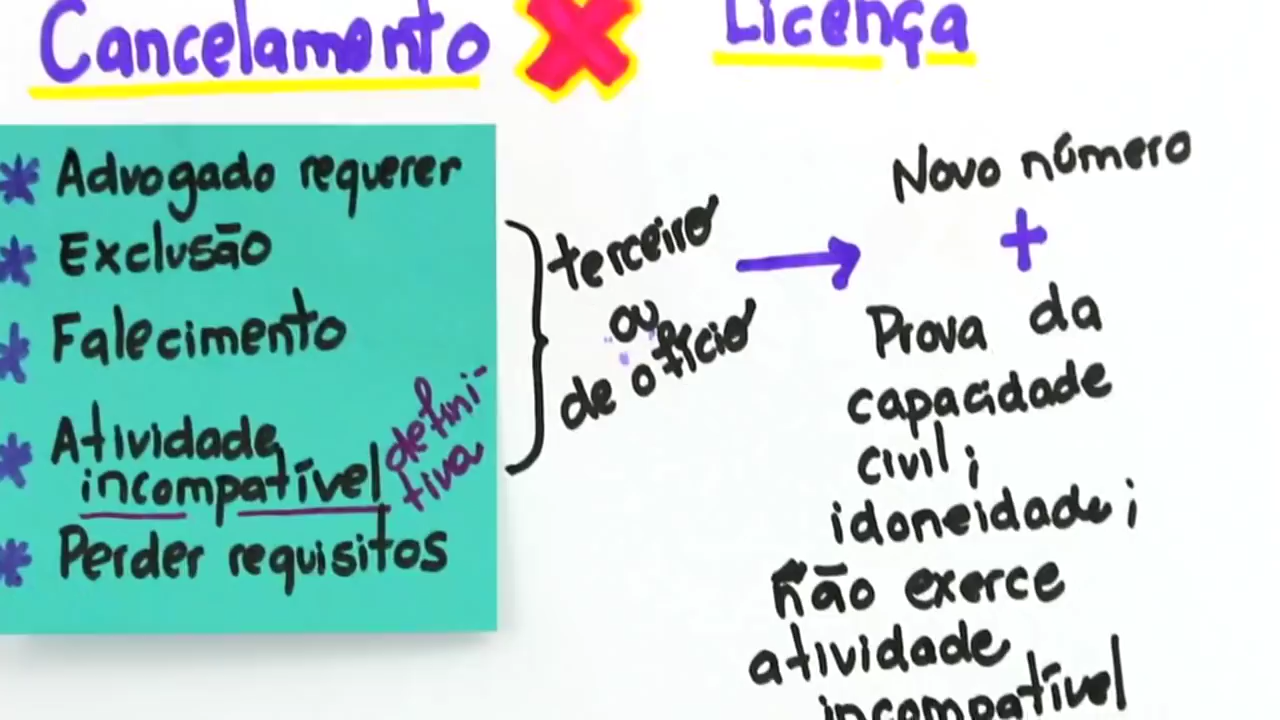 Cancelamento X Licença
* Advogado requerer
* Exclusão
* Falecimento
* Atividade
incompatível
defini-
tiva
* Perder requisitos
terceiro
ou
de ofício
Novo número
+
Prova da
capacidade
civil;
idoneidade;
não exerce
atividade
incompatível